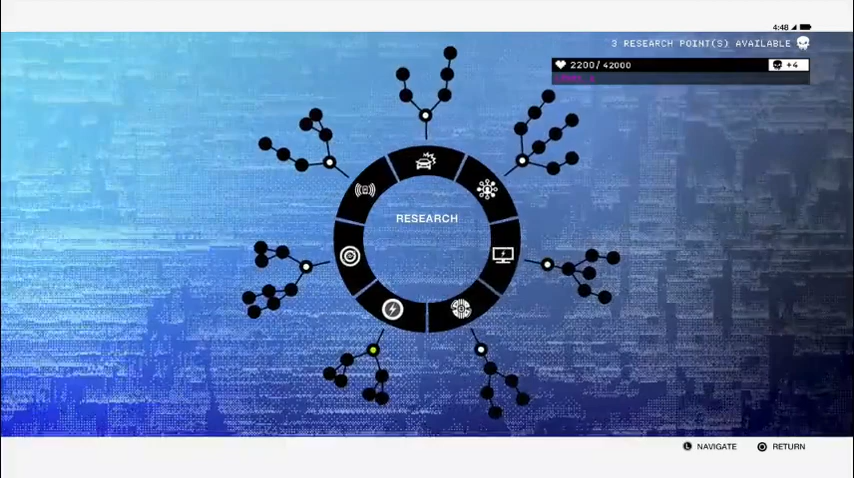 4:48
3 RESEARCH POINT(S) AVAILABLE
2200/42000
+4
RESEARCH
L NAVIGATE
RETURN